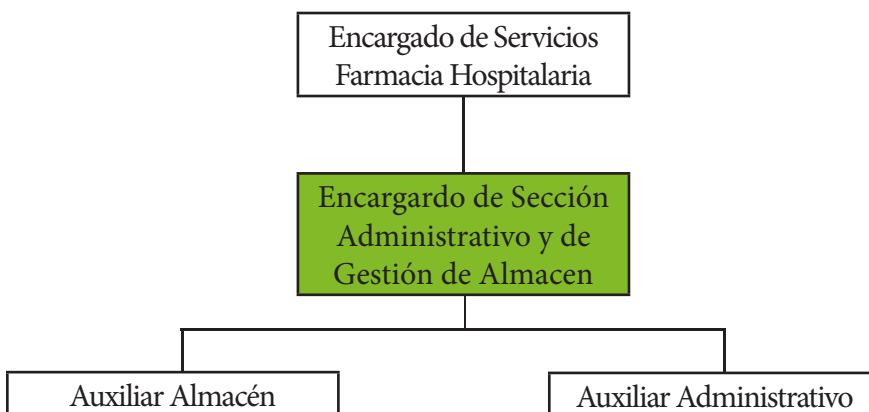 Encargado de Servicios
Farmacia Hospitalaria
Encargardo de Sección
Administrativo y de
Gestión de Almacen
Auxiliar Almacén
Auxiliar Administrativo